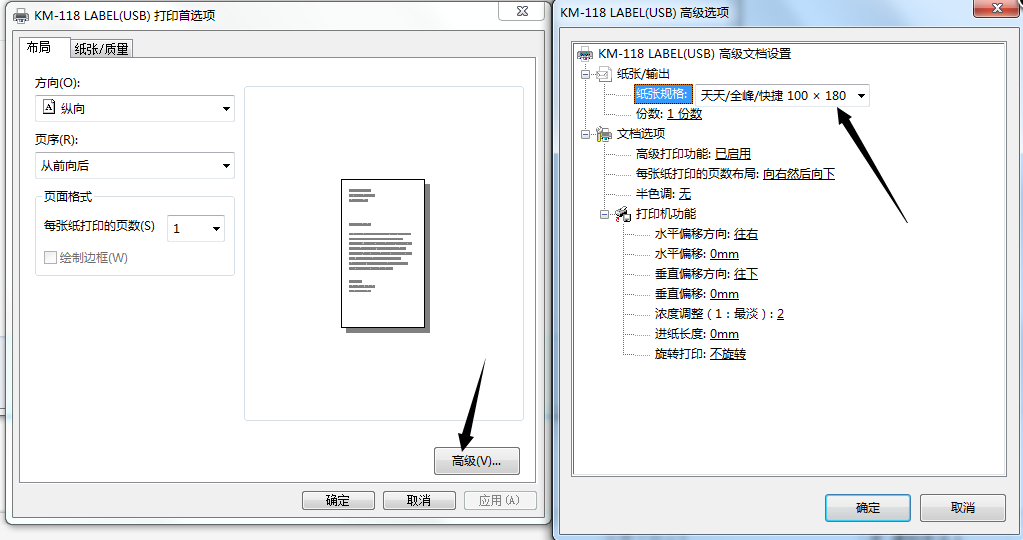 KM-118 LABEL(USB) 打印首选项
布局
纸张/质量
方向(O):
纵向
页序(R):
从前向后
页面格式
每张纸打印的页数(S)
1
绘制边框(W)
高级(V)...
确定
取消
应用(A)
KM-118 LABEL(USB) 高级选项
KM-118 LABEL(USB) 高级文档设置
纸张/输出
纸张规格: 天天/全峰/快捷 100 × 180
份数: 1 份数
文档选项
高级打印功能: 已启用
每张纸打印的页数布局: 向右然后向下
半色调: 无
打印机功能
水平偏移方向: 往右
水平偏移: 0mm
垂直偏移方向: 往下
垂直偏移: 0mm
浓度调整（1：最淡）: 2
进纸长度: 0mm
旋转打印: 不旋转
确定
取消